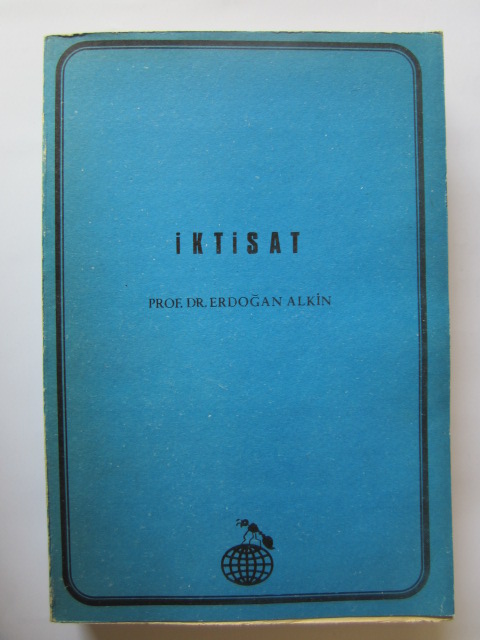 İKTİSAT
PROF. DR. ERDOĞAN ALKİN